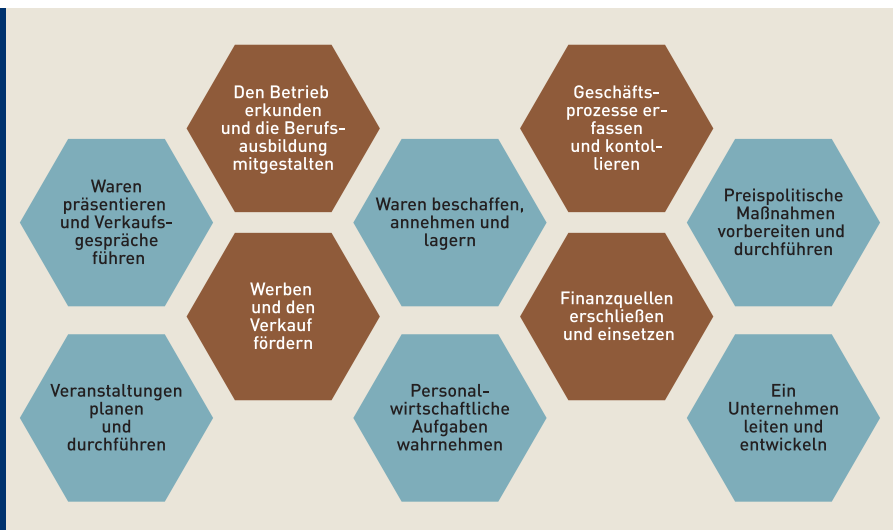 Den Betrieb
erkunden
und die Berufs-
ausbildung
mitgestalten
Geschäfts-
prozesse er-
fassen
und kontol-
lieren
Waren
präsentieren
und Verkaufs-
gespräche
führen
Waren beschaffen,
annehmen und
lagern
Preispolitische
Maßnahmen
vorbereiten und
durchführen
Werben
und den
Verkauf
fördern
Finanzquellen
erschließen
und einsetzen
Veranstaltungen
planen
und
durchführen
Personal-
wirtschaftliche
Aufgaben
wahrnehmen
Ein
Unternehmen
leiten und
entwickeln